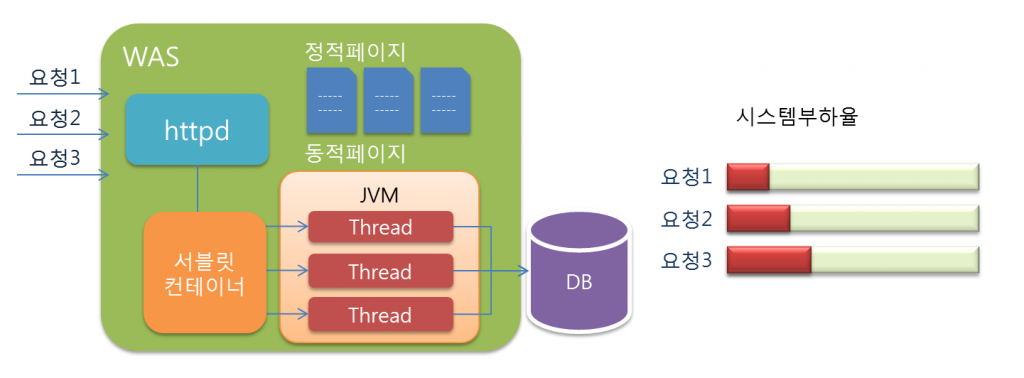 WAS
정적페이지
요청1
-----
-----
-----
-----
-----
-----
요청2
httpd
요청3
동적페이지
JVM
Thread
서블릿
컨테이너
Thread
Thread
DB
시스템부하율
요청1
요청2
요청3